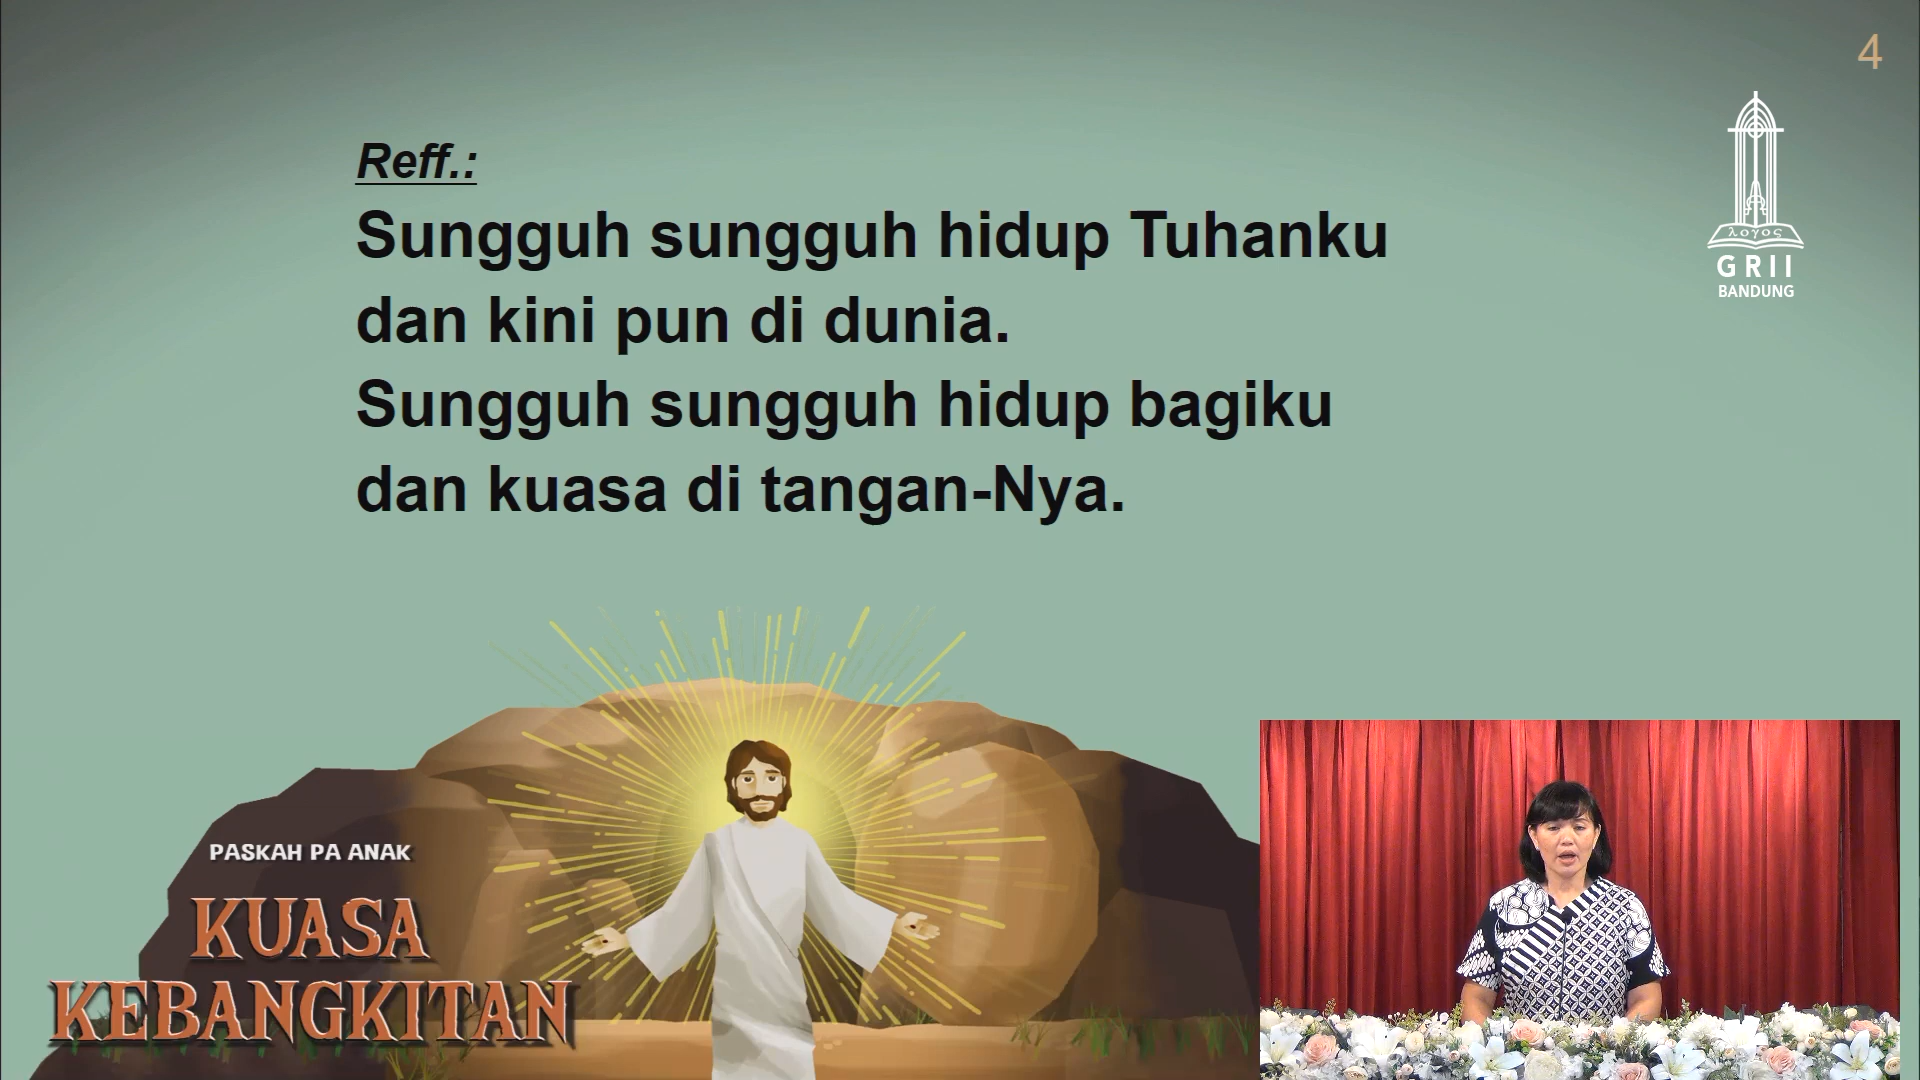 4
Reff.:
Sungguh sungguh hidup Tuhanku
dan kini pun di dunia.
Sungguh sungguh hidup bagiku
dan kuasa di tangan-Nya.
λογος
GRII
BANDUNG
PASKAH PA ANAK
KUASA
KEBANGKITAN